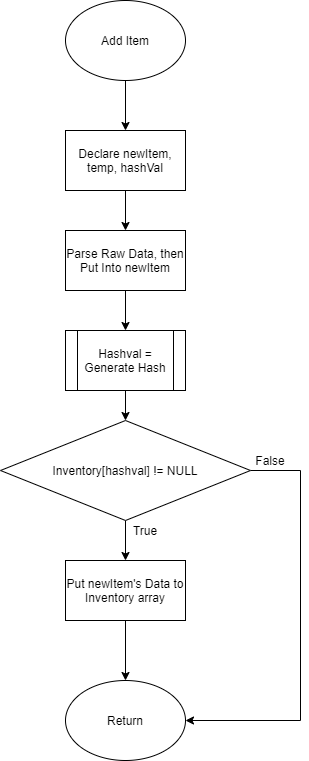 Add Item
Declare newItem,
temp, hashVal
Parse Raw Data, then
Put Into newItem
Hashval =
Generate Hash
Inventory[hashval] != NULL
False
True
Put newItem's Data to
Inventory array
Return